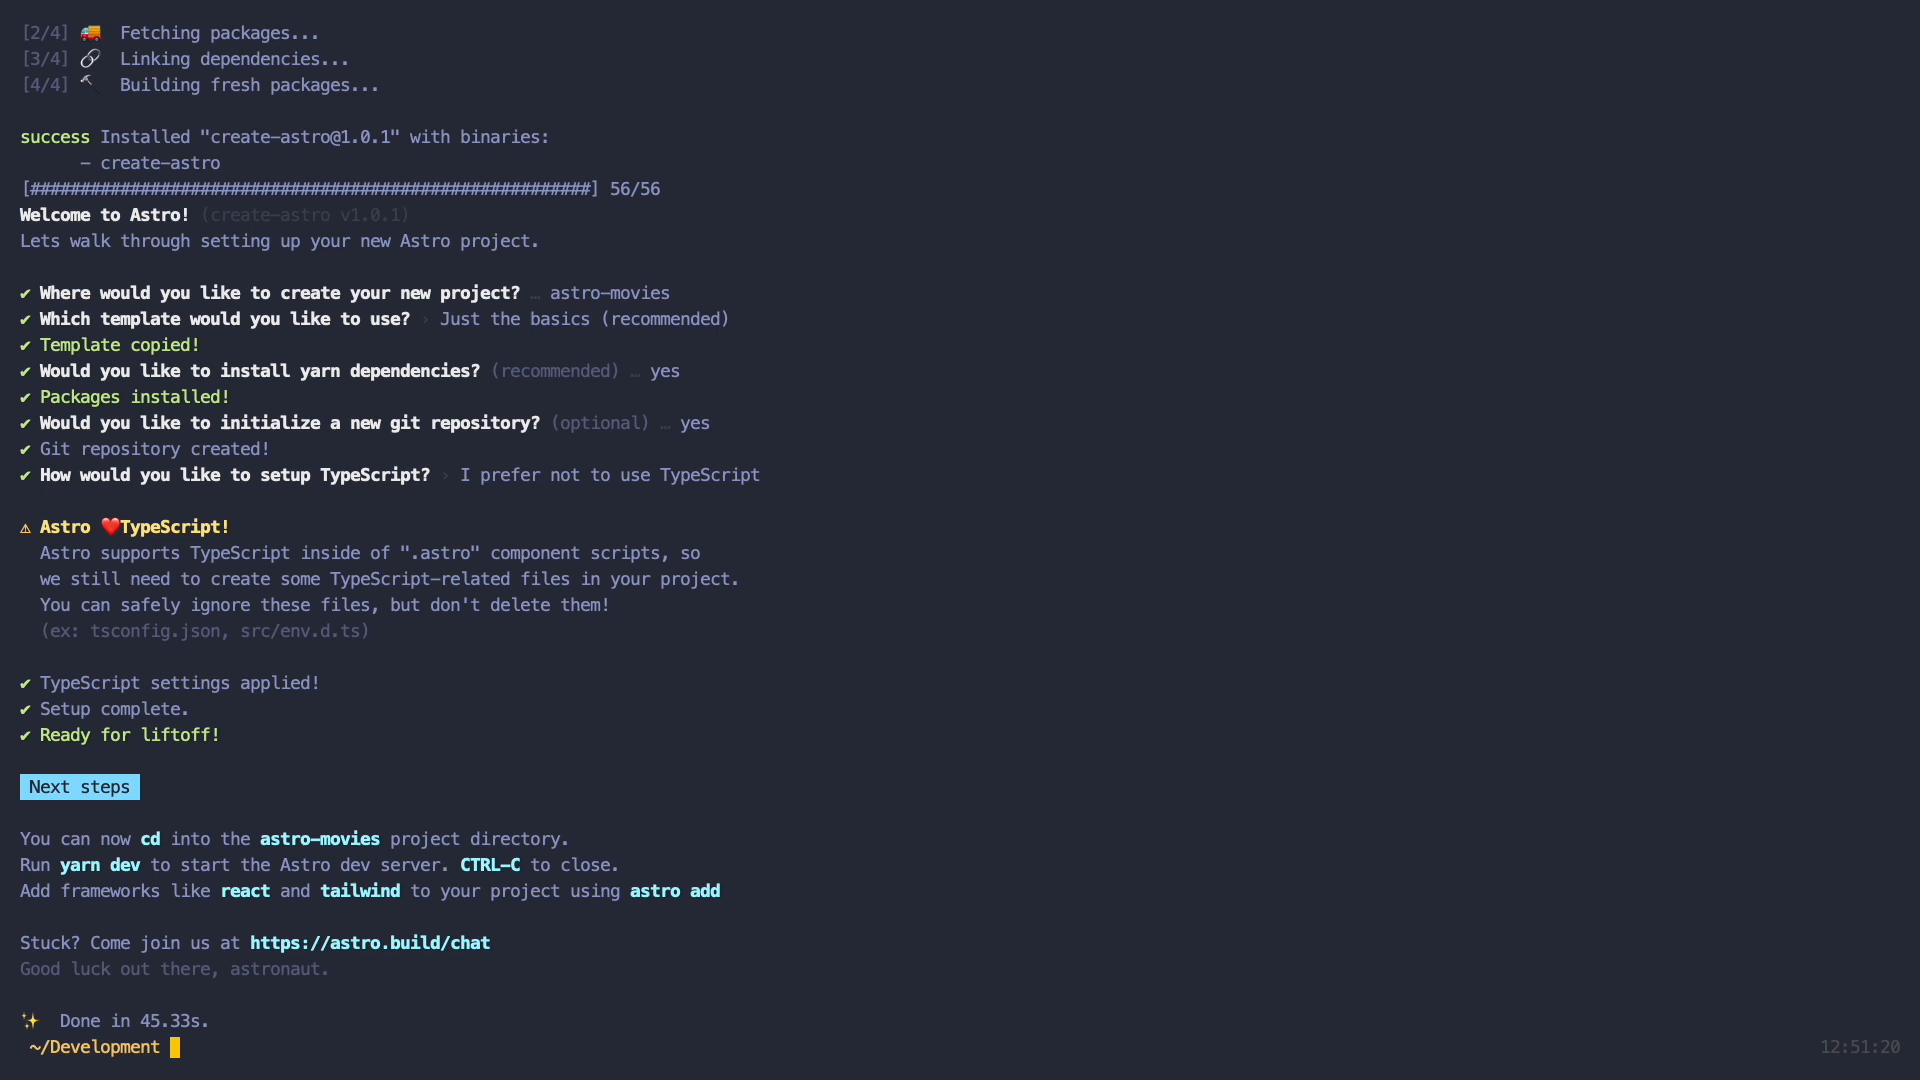 [2/4] 🚚  Fetching packages...
[3/4] 🔗  Linking dependencies...
[4/4] 🔨  Building fresh packages...
success Installed "create-astro@1.0.1" with binaries:
      - create-astro
[########################################################] 56/56
Welcome to Astro! (create-astro v1.0.1)
Lets walk through setting up your new Astro project.
✔ Where would you like to create your new project? … astro-movies
✔ Which template would you like to use? › Just the basics (recommended)
✔ Template copied!
✔ Would you like to install yarn dependencies? (recommended) … yes
✔ Packages installed!
✔ Would you like to initialize a new git repository? (optional) … yes
✔ Git repository created!
✔ How would you like to setup TypeScript? › I prefer not to use TypeScript
⚠ Astro ❤️TypeScript!
  Astro supports TypeScript inside of ".astro" component scripts, so
  we still need to create some TypeScript-related files in your project.
  You can safely ignore these files, but don't delete them!
  (ex: tsconfig.json, src/env.d.ts)
✔ TypeScript settings applied!
✔ Setup complete.
✔ Ready for liftoff!
Next steps
You can now cd into the astro-movies project directory.
Run yarn dev to start the Astro dev server. CTRL-C to close.
Add frameworks like react and tailwind to your project using astro add
Stuck? Come join us at https://astro.build/chat
Good luck out there, astronaut.
✨  Done in 45.33s.
~/Development 12:51:20